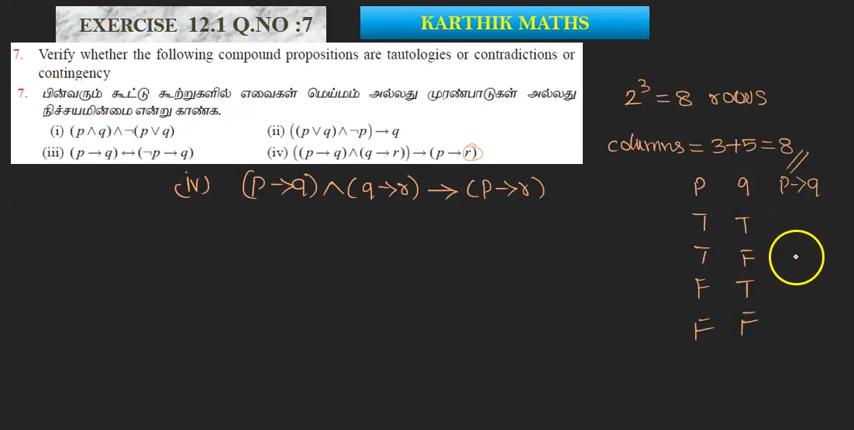 EXERCISE 12.1 Q.NO :7
KARTHIK MATHS
7. Verify whether the following compound propositions are tautologies or contradictions or
contingency
7. பின்வரும் கூட்டு கூற்றுகளில் எவைகள் மெய்மம் அல்லது முரண்பாடுகள் அல்லது
நிச்சயமின்மை என்று காண்க.
(i) (p ∧ q) ∧ ¬(p ∨ q) (ii) ((p ∨ q) ∧ ¬p) → q
(iii) (p → q) ↔ (¬p → q) (iv) ((p → q) ∧ (q → r)) → (p → r)
(iv) (P → q) ∧ (q → r) → (P → r)
2³ = 8 rows
columns = 3+5 = 8
P q P→q
T T
T F
F T
F F